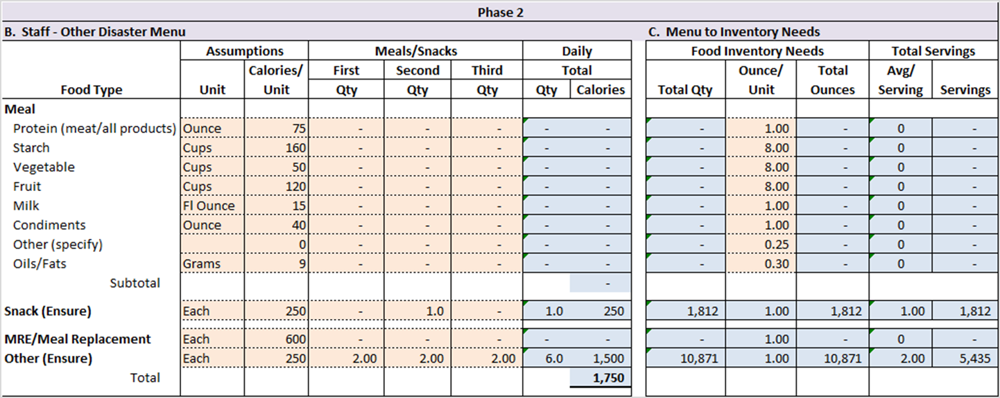 Phase 2
B. Staff - Other Disaster Menu C. Menu to Inventory Needs
Assumptions Meals/Snacks Daily Food Inventory Needs Total Servings
Calories/ First Second Third Total Ounce/ Total Avg/
Food Type Unit Unit Qty Qty Qty Qty Calories Total Qty Unit Ounces Serving Servings
Meal
Protein (meat/all products) Ounce 75 - - - - - - 1.00 - 0 -
Starch Cups 160 - - - - - - 8.00 - 0 -
Vegetable Cups 50 - - - - - - 8.00 - 0 -
Fruit Cups 120 - - - - - - 8.00 - 0 -
Milk Fl Ounce 15 - - - - - - 1.00 - 0 -
Condiments Ounce 40 - - - - - - 1.00 - 0 -
Other (specify) 0 - - - - - - 0.25 - 0 -
Oils/Fats Grams 9 - - - - - - 0.30 - 0 -
Subtotal -
Snack (Ensure) Each 250 - 1.0 - 1.0 250 1,812 1.00 1,812 1.00 1,812
MRE/Meal Replacement Each 600 - - - - - - 1.00 - 0 -
Other (Ensure) Each 250 2.00 2.00 2.00 6.0 1,500 10,871 1.00 10,871 2.00 5,435
Total 1,750